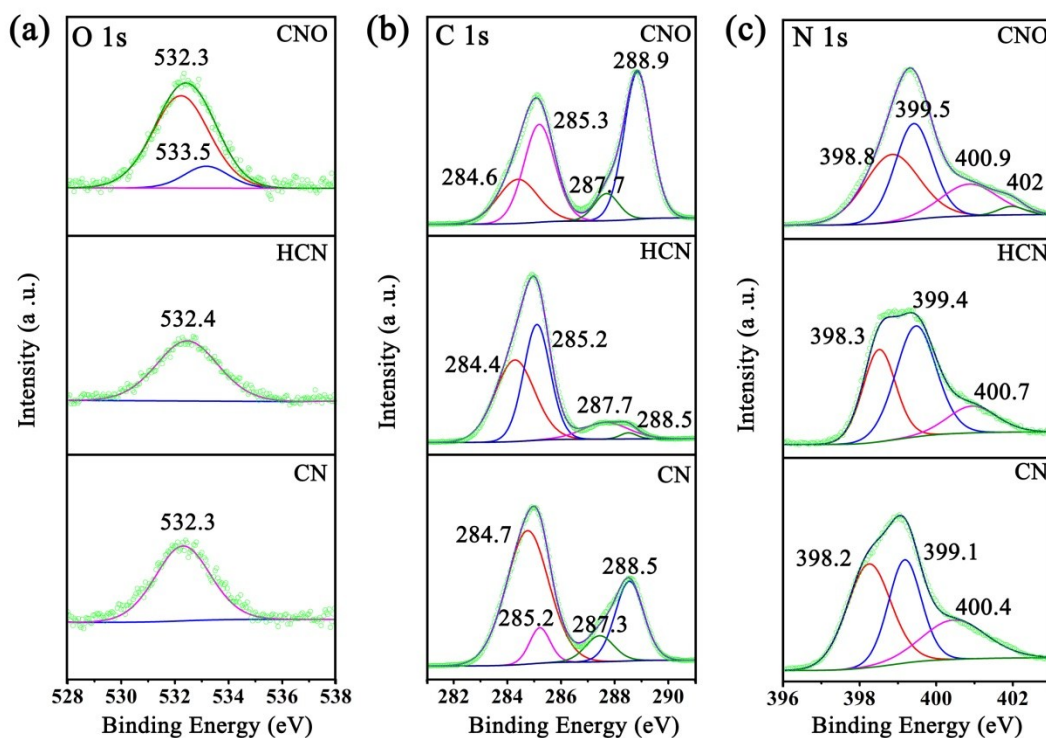 (a) O 1s CNO
532.3
533.5
HCN
532.4
CN
532.3
Intensity (a .u.)
528 530 532 534 536 538
Binding Energy (eV)
(b) C 1s CNO
288.9
285.3
284.6
287.7
HCN
285.2
284.4
287.7
288.5
CN
284.7
288.5
285.2
287.3
Intensity (a .u.)
282 284 286 288 290
Binding Energy (eV)
(c) N 1s CNO
399.5
398.8
400.9
402
HCN
399.4
398.3
400.7
CN
399.1
398.2
400.4
Intensity (a .u.)
396 398 400 402
Binding Energy (eV)